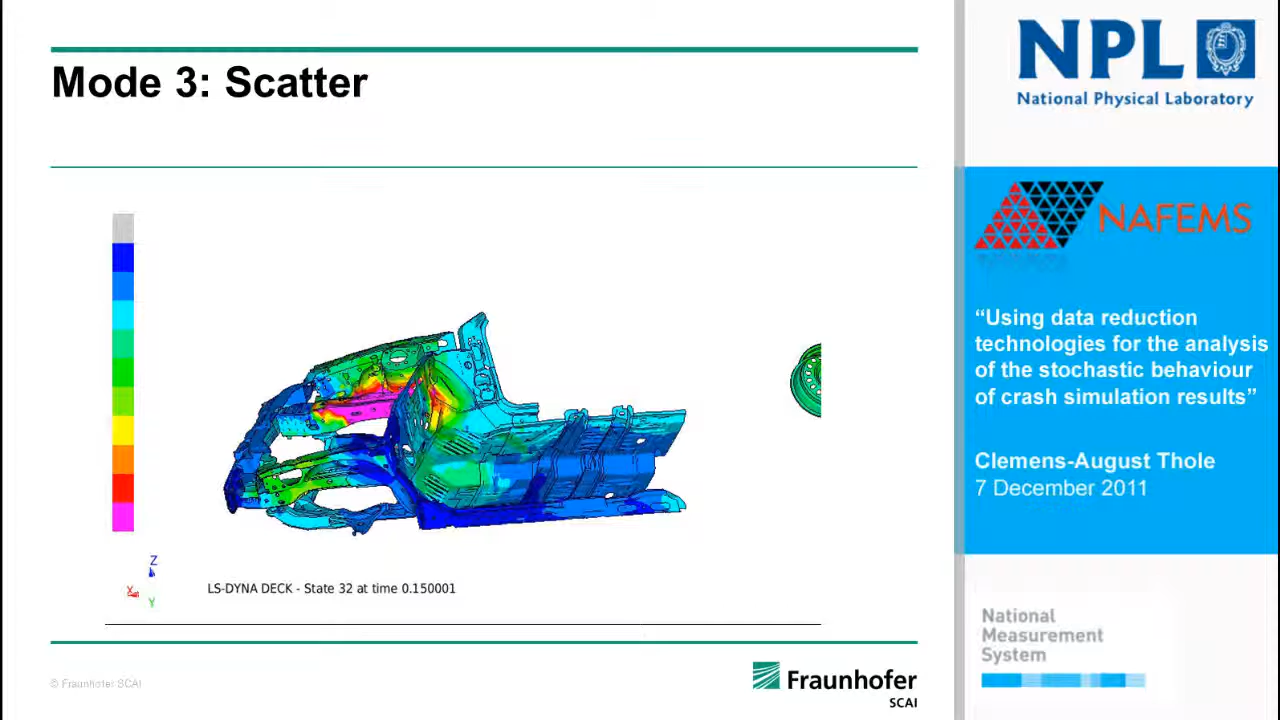 Mode 3: Scatter
Z
X
Y
LS-DYNA DECK - State 32 at time 0.150001
© Fraunhofer SCAI
Fraunhofer
SCAI
NPL
National Physical Laboratory
NAFEMS
“Using data reduction
technologies for the analysis
of the stochastic behaviour
of crash simulation results”
Clemens-August Thole
7 December 2011
National
Measurement
System